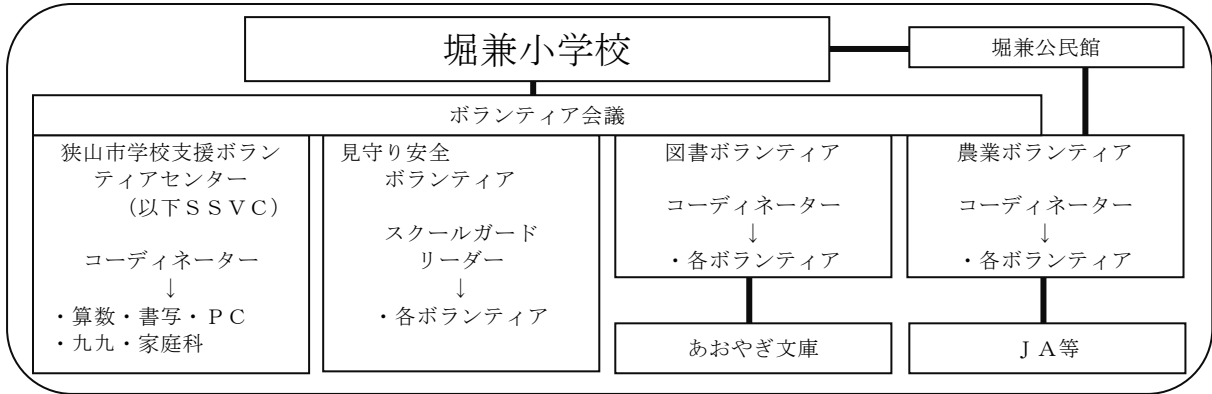 堀兼小学校
堀兼公民館
ボランティア会議
狭山市学校支援ボラン
ティアセンター
（以下ＳＳＶＣ）
コーディネーター
↓
・算数・書写・ＰＣ
・九九・家庭科
見守り安全
ボランティア
スクールガード
リーダー
↓
・各ボランティア
図書ボランティア
コーディネーター
↓
・各ボランティア
あおやぎ文庫
農業ボランティア
コーディネーター
↓
・各ボランティア
ＪＡ等